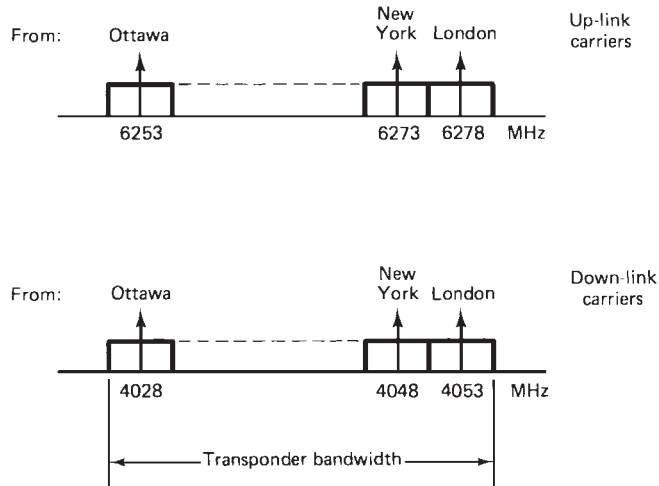 From:
Ottawa
New
York
London
Up-link
carriers
6253
6273
6278
MHz
From:
Ottawa
New
York
London
Down-link
carriers
4028
4048
4053
MHz
Transponder bandwidth